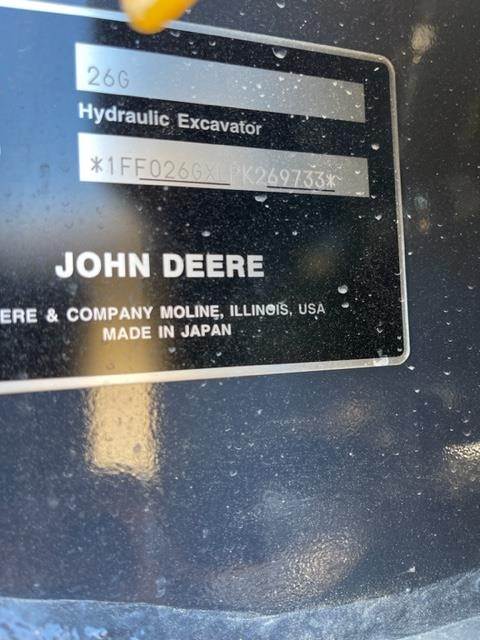 26G
Hydraulic Excavator
*1FF026GXLPK269733*
JOHN DEERE
ERE & COMPANY MOLINE, ILLINOIS, USA
MADE IN JAPAN